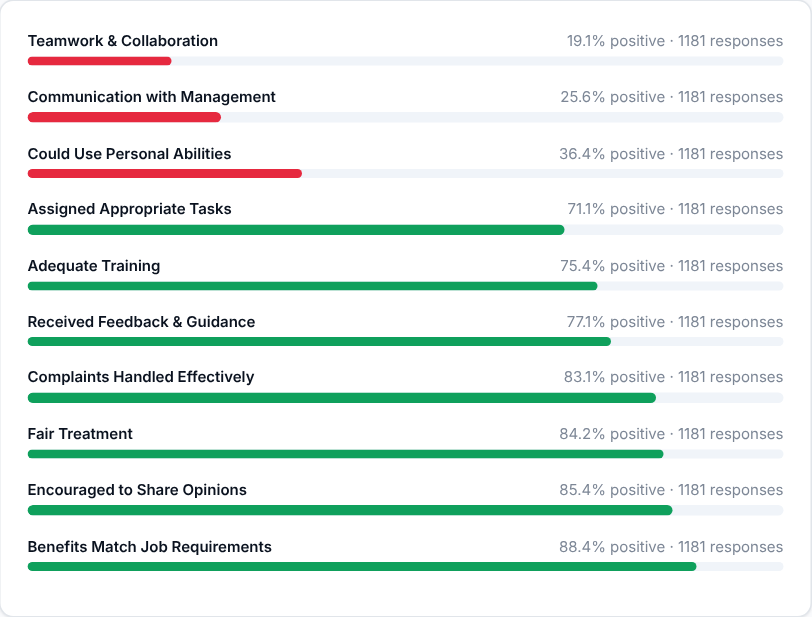 Teamwork & Collaboration 19.1% positive · 1181 responses
Communication with Management 25.6% positive · 1181 responses
Could Use Personal Abilities 36.4% positive · 1181 responses
Assigned Appropriate Tasks 71.1% positive · 1181 responses
Adequate Training 75.4% positive · 1181 responses
Received Feedback & Guidance 77.1% positive · 1181 responses
Complaints Handled Effectively 83.1% positive · 1181 responses
Fair Treatment 84.2% positive · 1181 responses
Encouraged to Share Opinions 85.4% positive · 1181 responses
Benefits Match Job Requirements 88.4% positive · 1181 responses